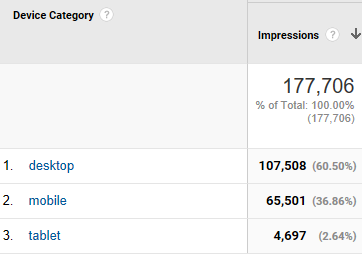 Device Category ?
Impressions ?
177,706
% of Total: 100.00%
(177,706)
1. desktop 107,508 (60.50%)
2. mobile 65,501 (36.86%)
3. tablet 4,697 (2.64%)